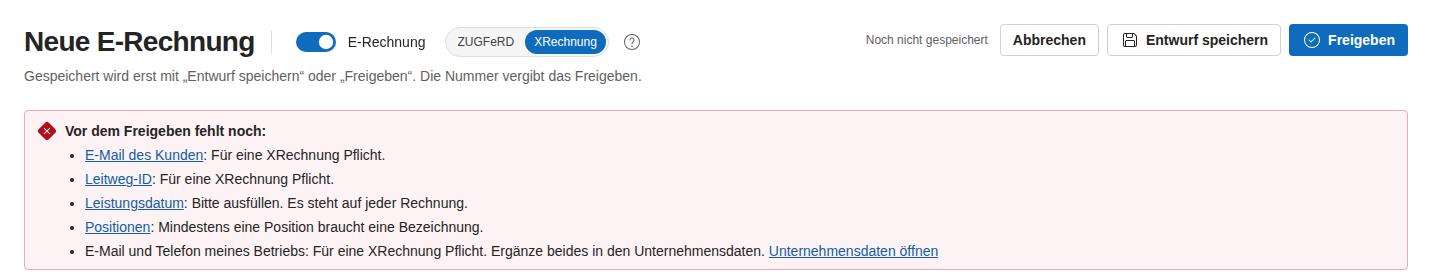 Neue E-Rechnung E-Rechnung ZUGFeRD XRechnung Noch nicht gespeichert Abbrechen Entwurf speichern Freigeben
Gespeichert wird erst mit „Entwurf speichern“ oder „Freigeben“. Die Nummer vergibt das Freigeben.
Vor dem Freigeben fehlt noch:
• E-Mail des Kunden: Für eine XRechnung Pflicht.
• Leitweg-ID: Für eine XRechnung Pflicht.
• Leistungsdatum: Bitte ausfüllen. Es steht auf jeder Rechnung.
• Positionen: Mindestens eine Position braucht eine Bezeichnung.
• E-Mail und Telefon meines Betriebs: Für eine XRechnung Pflicht. Ergänze beides in den Unternehmensdaten. Unternehmensdaten öffnen